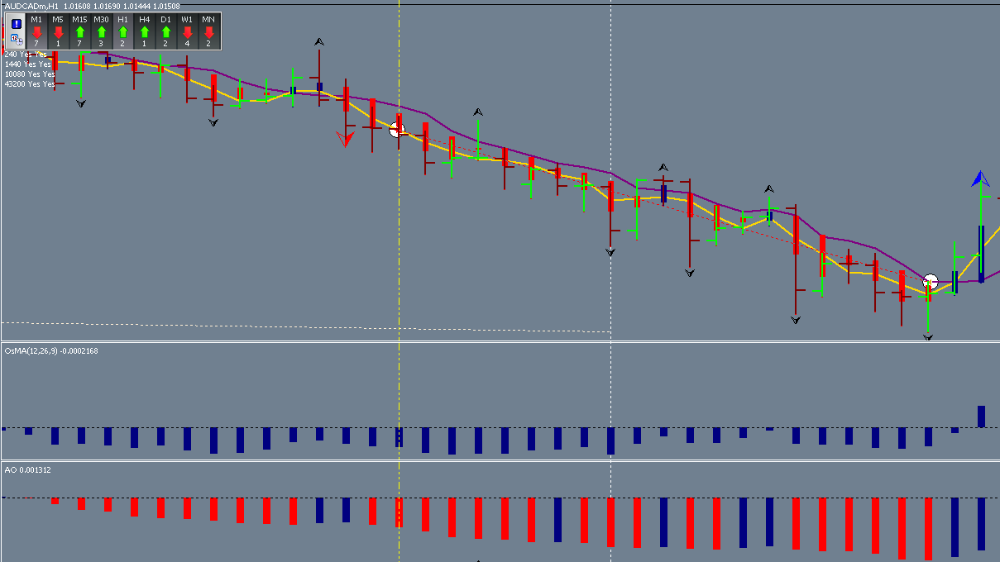 AUDCADm,H1 1.01608 1.01690 1.01444 1.01508
M1 M5 M15 M30 H1 H4 D1 W1 MN
7 1 7 3 2 1 2 4 2
240 Yes Yes
1440 Yes Yes
10080 Yes Yes
43200 Yes Yes
OsMA(12,26,9) -0.0002168
AO 0.001312